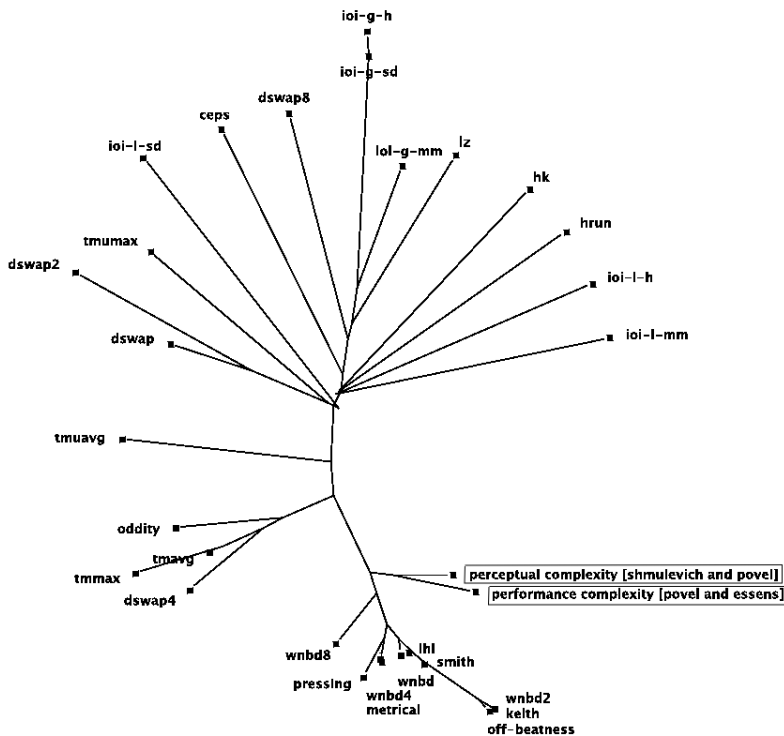 ioi-g-h
ioi-g-sd
dswap8
ceps
ioi-l-sd
lol-g-mm
lz
hk
hrun
tmumax
dswap2
ioi-l-h
dswap
ioi-l-mm
tmuavg
oddity
tmavg
tmmax
dswap4
perceptual complexity [shmulevich and povel]
performance complexity [povel and essens]
wnbd8
lhl
smith
pressing
wnbd
wnbd4
metrical
wnbd2
keith
off-beatness